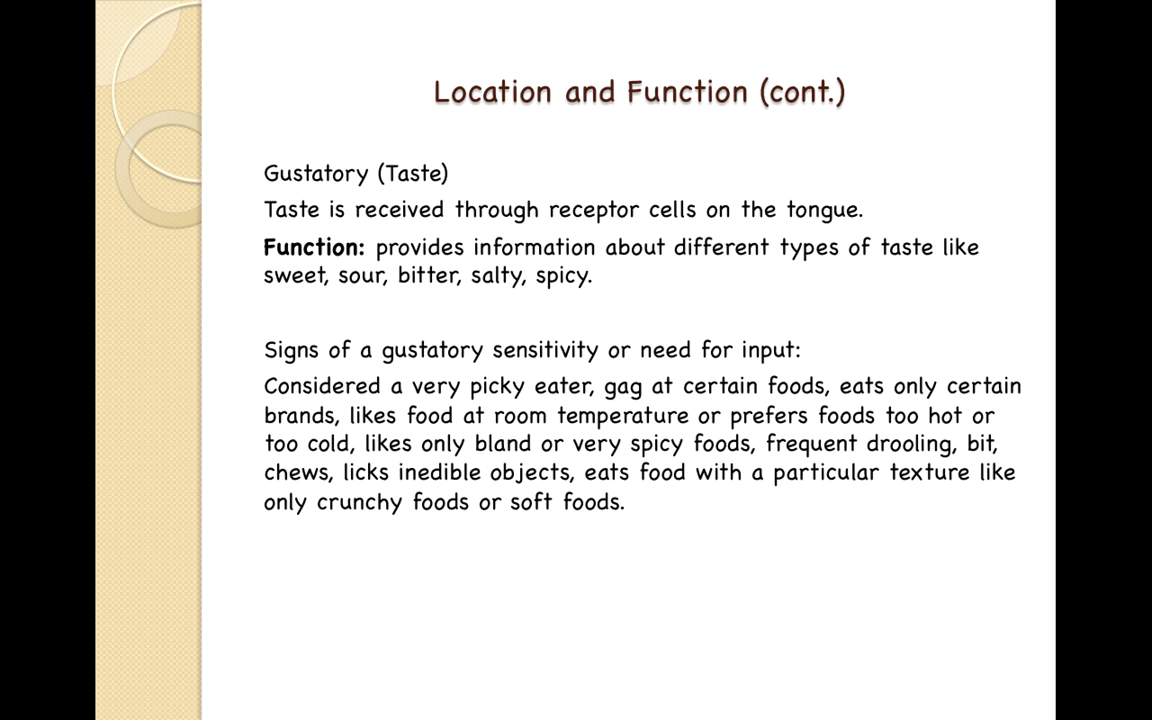 Location and Function (cont.)
Gustatory (Taste)
Taste is received through receptor cells on the tongue.
Function: provides information about different types of taste like
sweet, sour, bitter, salty, spicy.
Signs of a gustatory sensitivity or need for input:
Considered a very picky eater, gag at certain foods, eats only certain
brands, likes food at room temperature or prefers foods too hot or
too cold, likes only bland or very spicy foods, frequent drooling, bit,
chews, licks inedible objects, eats food with a particular texture like
only crunchy foods or soft foods.